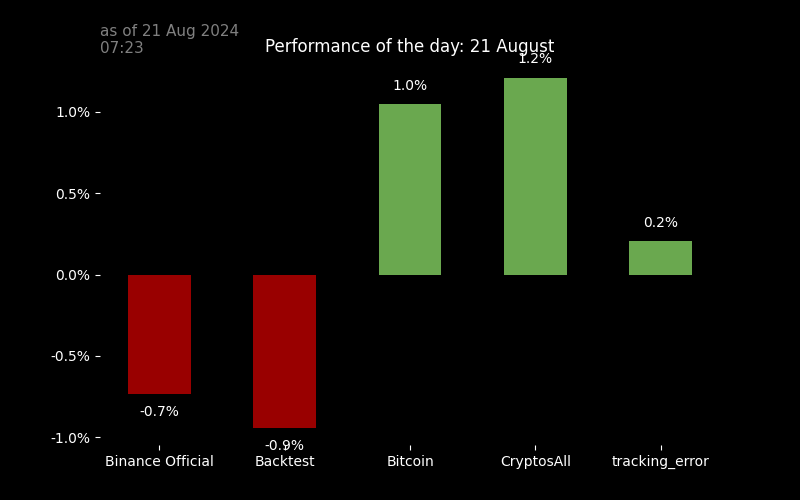 as of 21 Aug 2024
07:23
Performance of the day: 21 August
1.2%
1.0%
1.0%
0.5%
0.2%
0.0%
-0.5%
-0.7%
-1.0%
-0.9%
Binance Official
Backtest
Bitcoin
CryptosAll
tracking_error